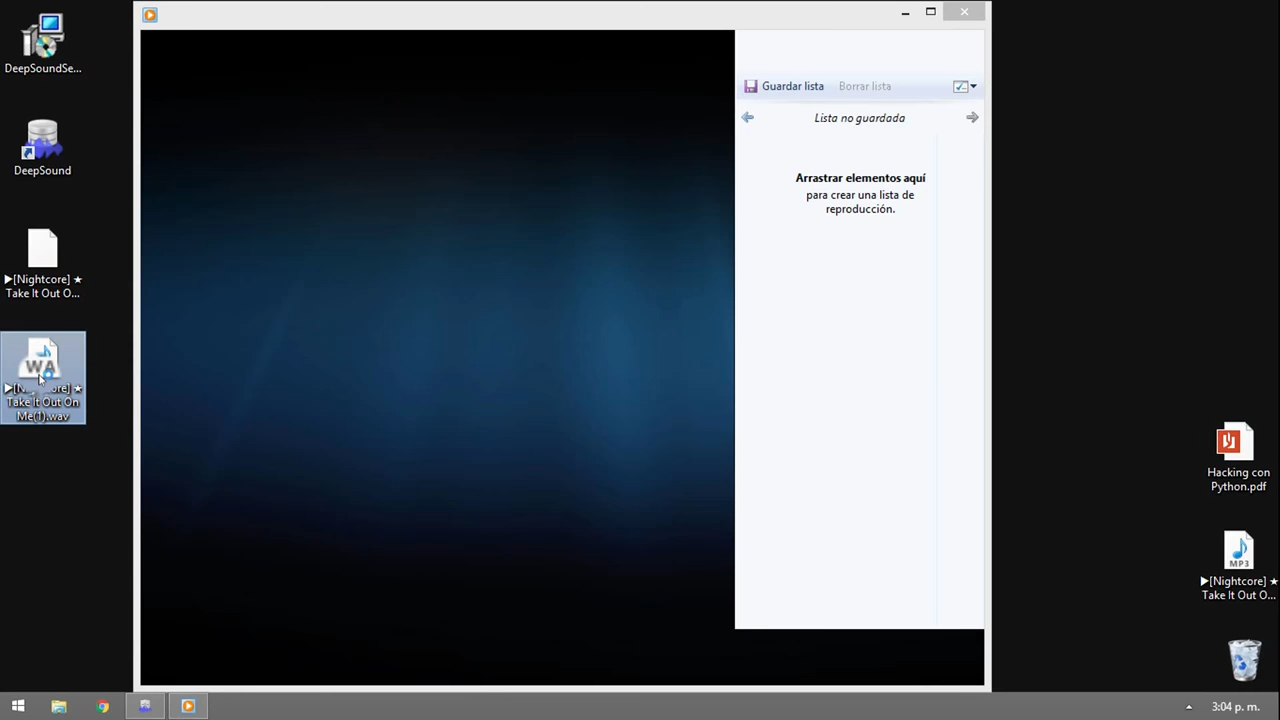 DeepSoundSe...
DeepSound
▶[Nightcore] ★
Take It Out O...
WA
Take It Out On
Me(1).wav
Guardar lista
Borrar lista
Lista no guardada
Arrastrar elementos aquí
para crear una lista de
reproducción.
Hacking con
Python.pdf
MP3
▶[Nightcore] ★
Take It Out O...
3:04 p. m.